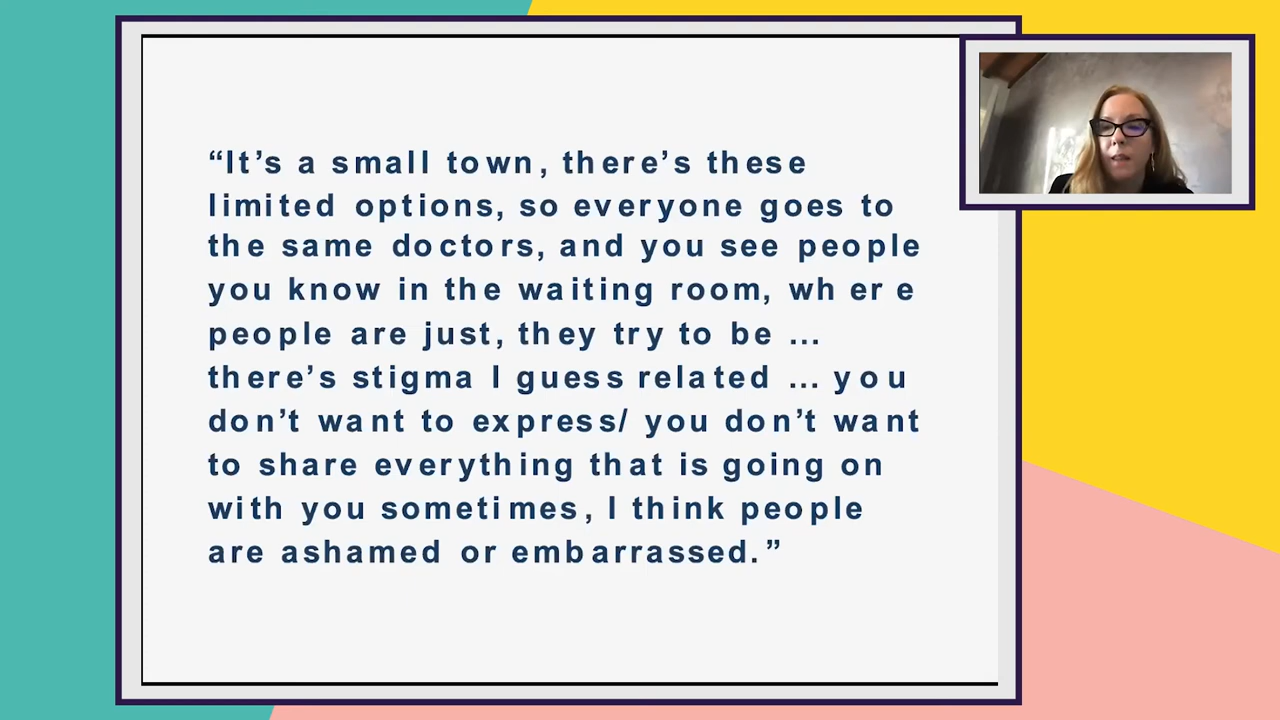 “It’s a small town, there’s these
limited options, so everyone goes to
the same doctors, and you see people
you know in the waiting room, where
people are just, they try to be ...
there’s stigma I guess related ... you
don’t want to express/ you don’t want
to share everything that is going on
with you sometimes, I think people
are ashamed or embarrassed.”